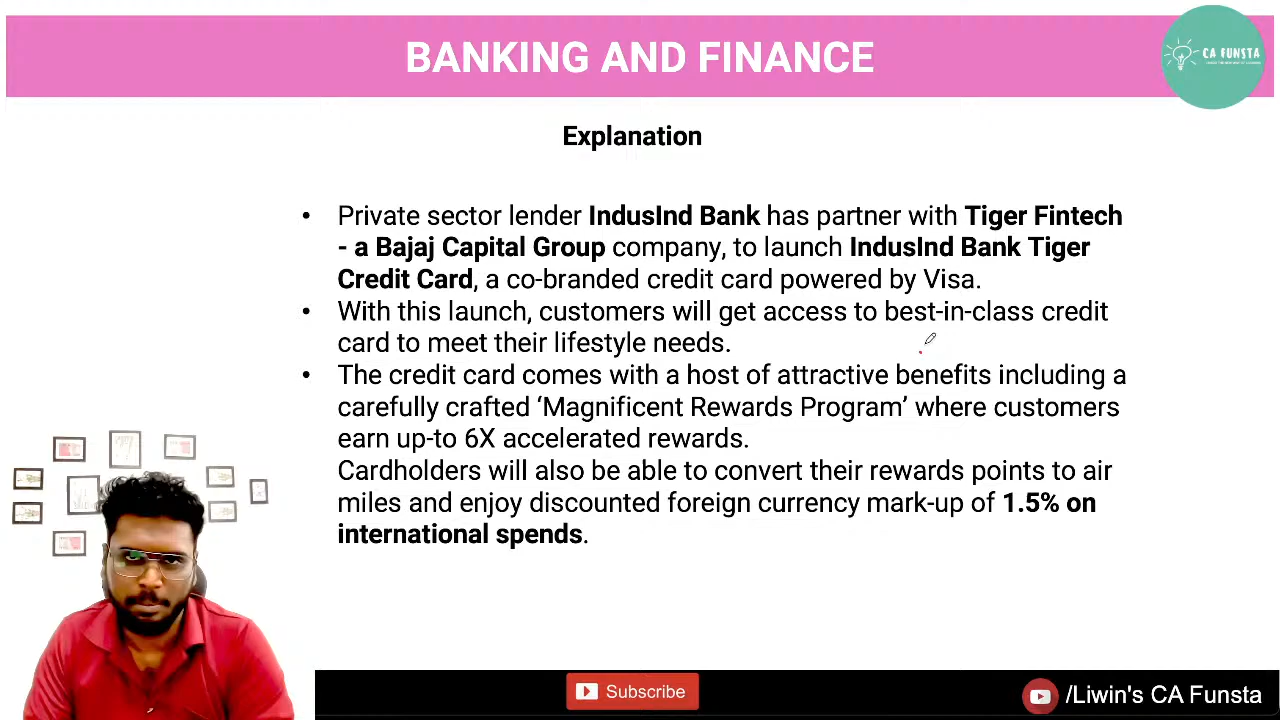 BANKING AND FINANCE
CA FUNSTA
Explanation
• Private sector lender IndusInd Bank has partner with Tiger Fintech
- a Bajaj Capital Group company, to launch IndusInd Bank Tiger
Credit Card, a co-branded credit card powered by Visa.
• With this launch, customers will get access to best-in-class credit
card to meet their lifestyle needs.
• The credit card comes with a host of attractive benefits including a
carefully crafted ‘Magnificent Rewards Program’ where customers
earn up-to 6X accelerated rewards.
Cardholders will also be able to convert their rewards points to air
miles and enjoy discounted foreign currency mark-up of 1.5% on
international spends.
Subscribe
/Liwin's CA Funsta